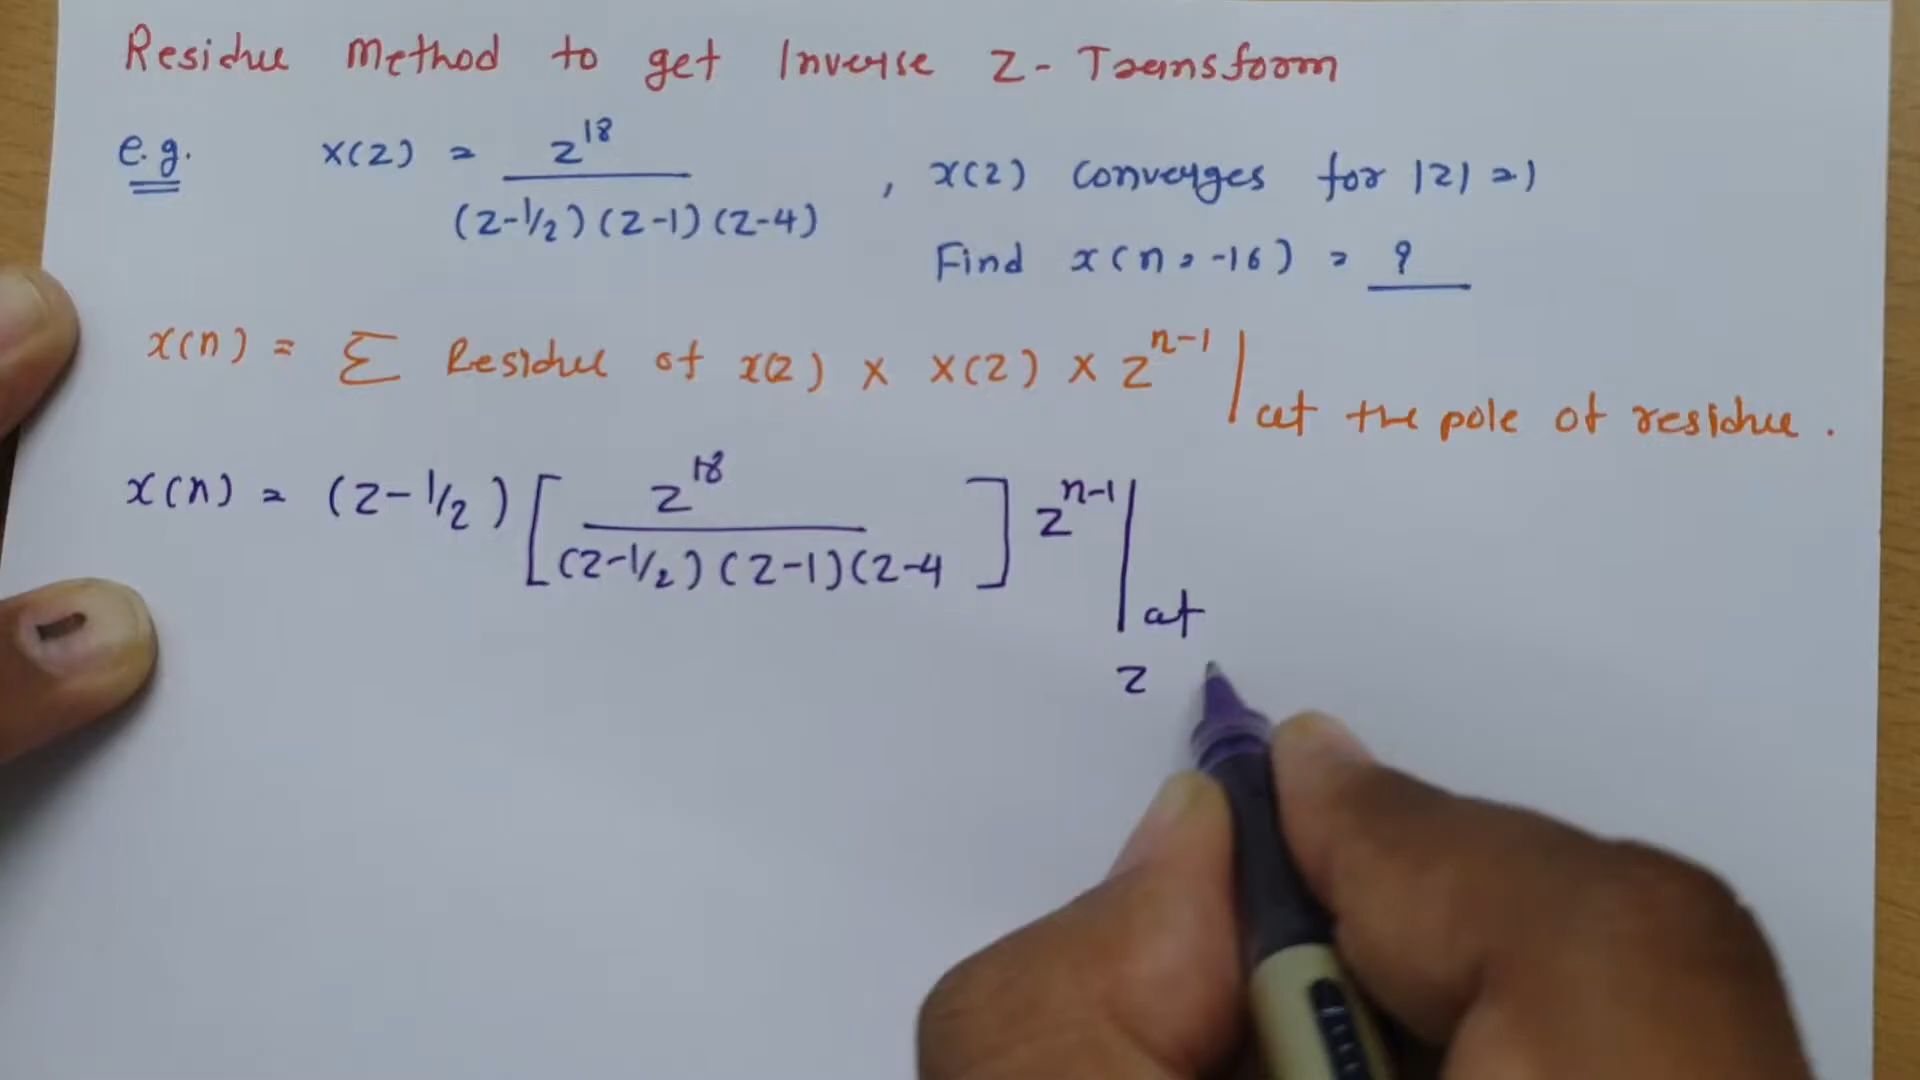 Residue Method to get Inverse Z-Transform
e.g. X(z) = z^18 / (z-1/2)(z-1)(z-4) , x(z) converges for |z|=1
Find x(n=-16) = ?
x(n) = Σ Residue of x(z) × X(z) × z^n-1 | at the pole of residue.
x(n) = (z-1/2) [ z^18 / (z-1/2)(z-1)(z-4 ] z^n-1 | at
z